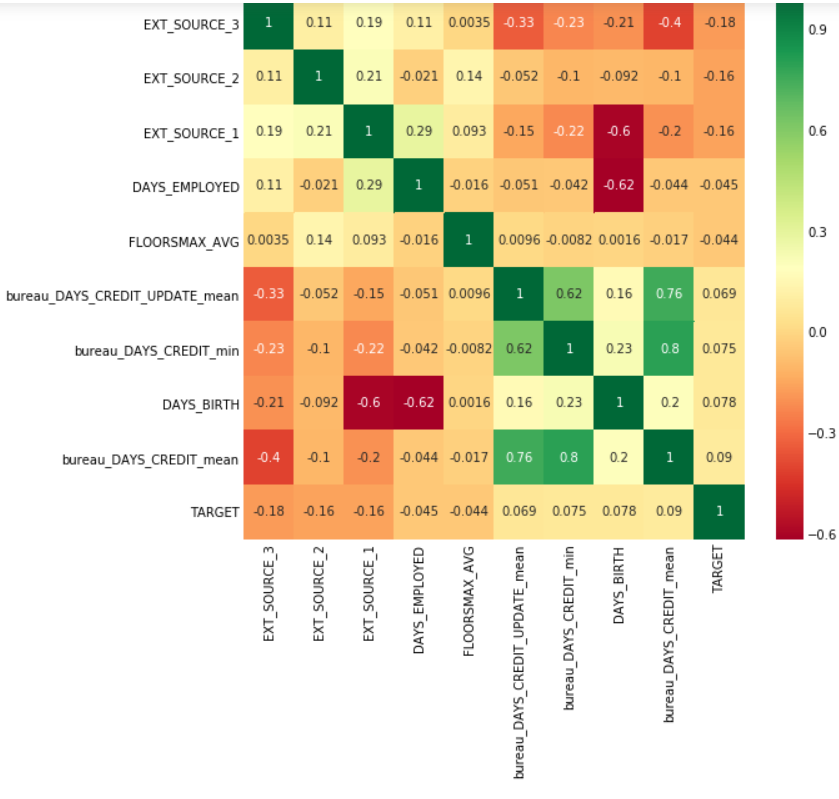 EXT_SOURCE_3 1 0.11 0.19 0.11 0.0035 -0.33 -0.23 -0.21 -0.4 -0.18
0.9
EXT_SOURCE_2 0.11 1 0.21 -0.021 0.14 -0.052 -0.1 -0.092 -0.1 -0.16
EXT_SOURCE_1 0.19 0.21 1 0.29 0.093 -0.15 -0.22 -0.6 -0.2 -0.16
0.6
DAYS_EMPLOYED 0.11 -0.021 0.29 1 -0.016 -0.051 -0.042 -0.62 -0.044 -0.045
0.3
FLOORSMAX_AVG 0.0035 0.14 0.093 -0.016 1 0.0096 -0.0082 0.0016 -0.017 -0.044
bureau_DAYS_CREDIT_UPDATE_mean -0.33 -0.052 -0.15 -0.051 0.0096 1 0.62 0.16 0.76 0.069
0.0
bureau_DAYS_CREDIT_min -0.23 -0.1 -0.22 -0.042 -0.0082 0.62 1 0.23 0.8 0.075
DAYS_BIRTH -0.21 -0.092 -0.6 -0.62 0.0016 0.16 0.23 1 0.2 0.078
−0.3
bureau_DAYS_CREDIT_mean -0.4 -0.1 -0.2 -0.044 -0.017 0.76 0.8 0.2 1 0.09
TARGET -0.18 -0.16 -0.16 -0.045 -0.044 0.069 0.075 0.078 0.09 1
−0.6
EXT_SOURCE_3
EXT_SOURCE_2
EXT_SOURCE_1
DAYS_EMPLOYED
FLOORSMAX_AVG
bureau_DAYS_CREDIT_UPDATE_mean
bureau_DAYS_CREDIT_min
DAYS_BIRTH
bureau_DAYS_CREDIT_mean
TARGET